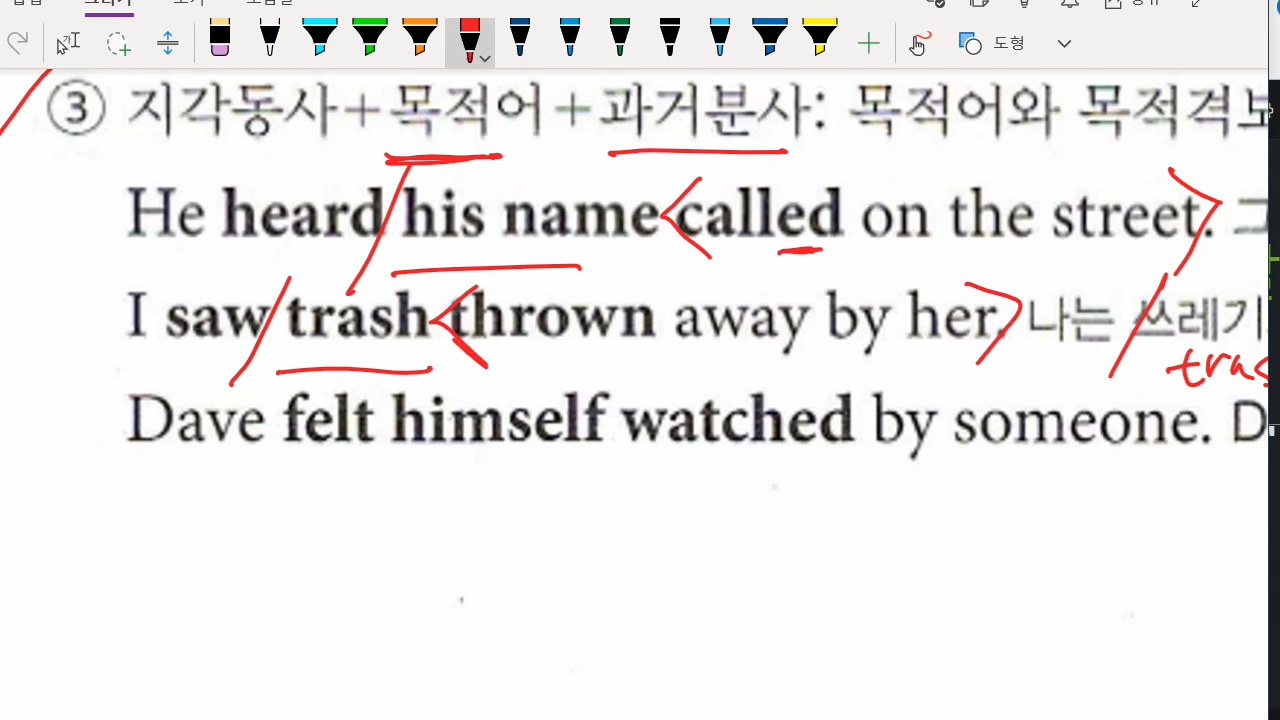 도형
③ 지각동사+목적어+과거분사: 목적어와 목적격보
He heard his name called on the street. 그
I saw trash thrown away by her. 나는 쓰레기
tras
Dave felt himself watched by someone. D